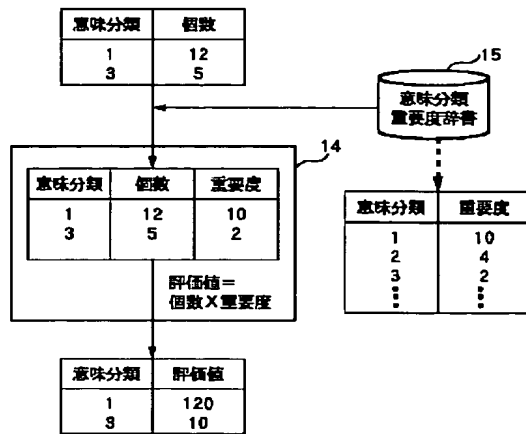 意味分類 個数
1 12
3 5
15
意味分類
重要度辞書
14
意味分類 個数 重要度
1 12 10
3 5 2
評価値=
個数×重要度
意味分類 重要度
1 10
2 4
3 2
意味分類 評価値
1 120
3 10